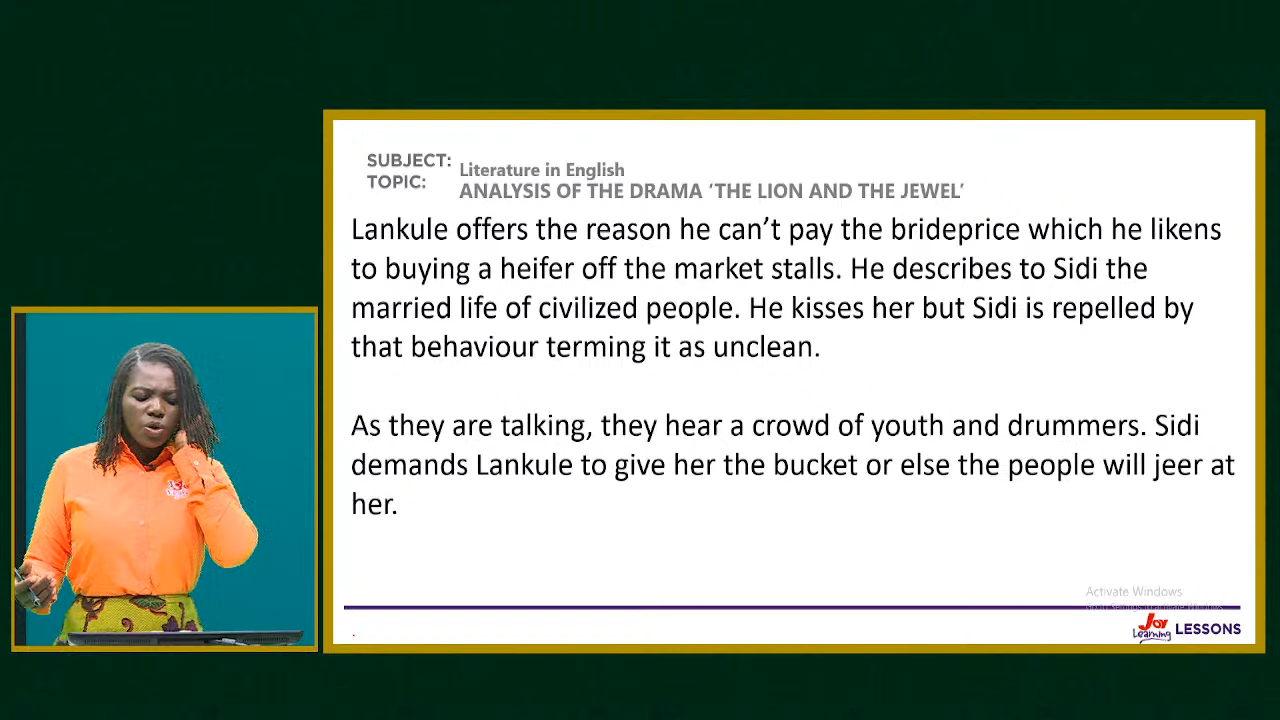 SUBJECT: Literature in English
TOPIC: ANALYSIS OF THE DRAMA ‘THE LION AND THE JEWEL’
Lankule offers the reason he can’t pay the brideprice which he likens
to buying a heifer off the market stalls. He describes to Sidi the
married life of civilized people. He kisses her but Sidi is repelled by
that behaviour terming it as unclean.
As they are talking, they hear a crowd of youth and drummers. Sidi
demands Lankule to give her the bucket or else the people will jeer at
her.
Activate Windows
Joy Learning LESSONS